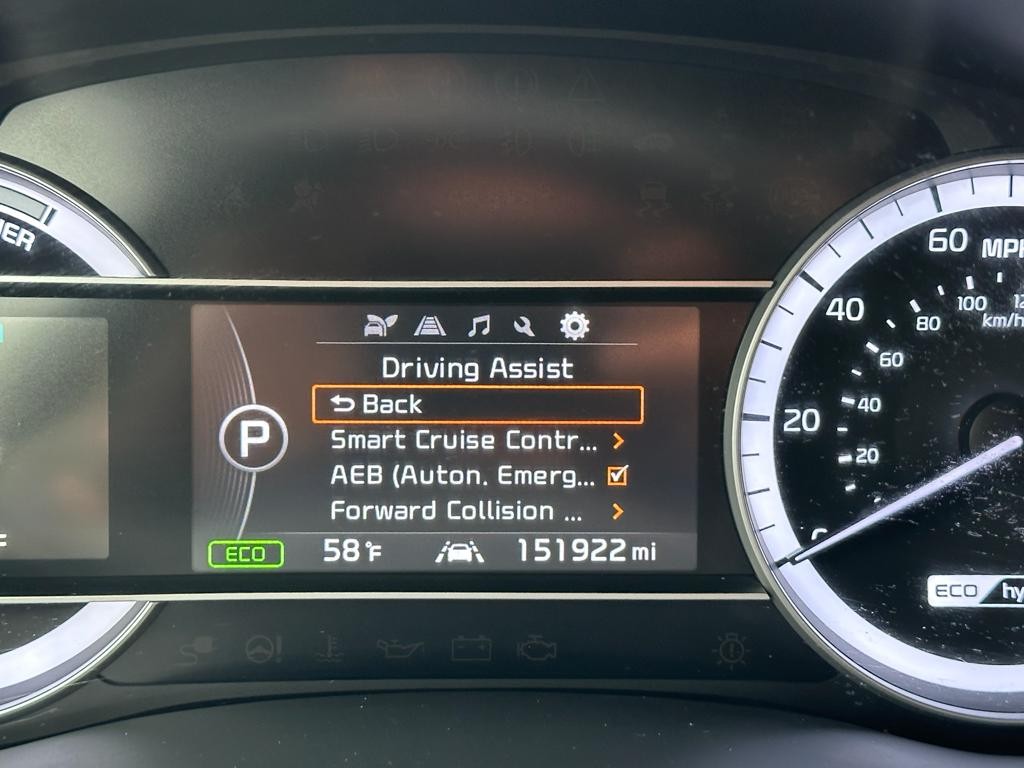 Driving Assist
Back
Smart Cruise Contr...
AEB (Auton. Emerg...
Forward Collision ...
P
ECO
58°F
151922 mi
60
40
20
0
100
80
60
40
20
km/h
ECO